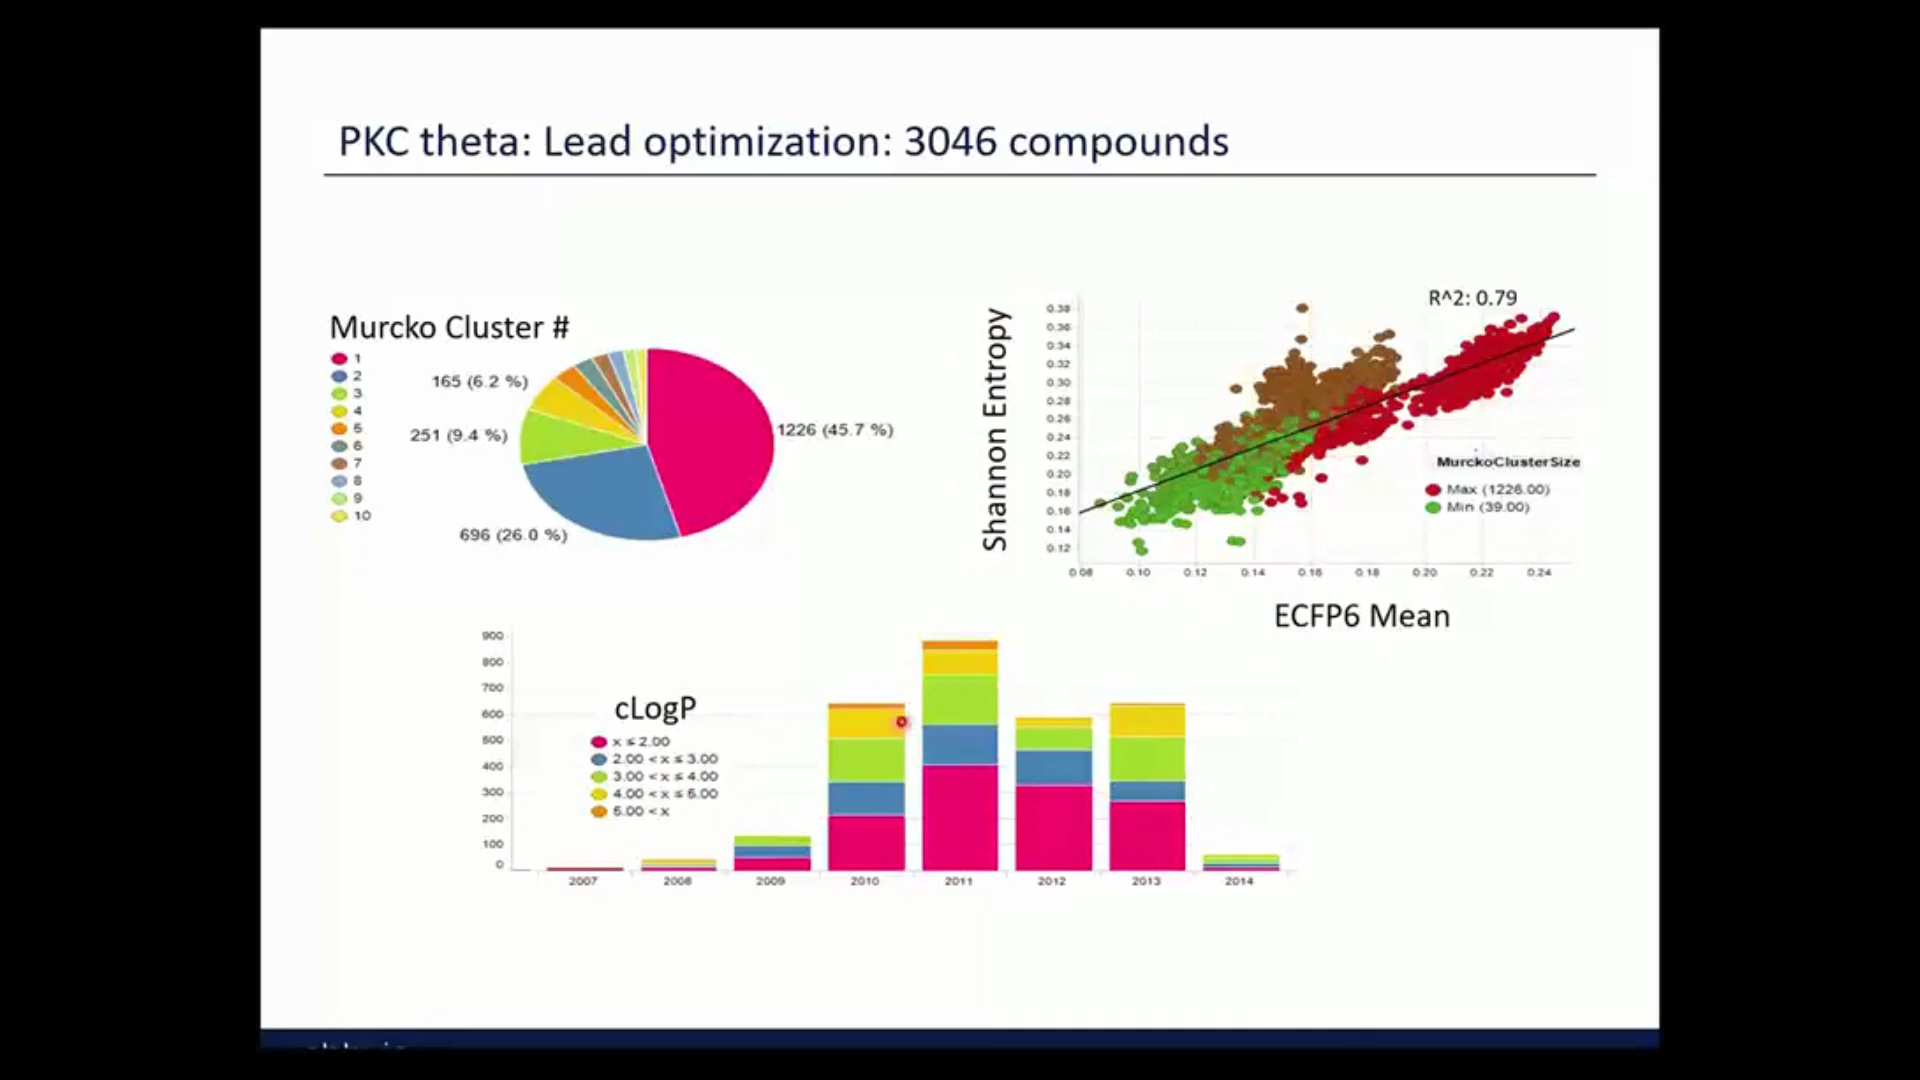 PKC theta: Lead optimization: 3046 compounds
Murcko Cluster #
1
2
3
4
5
6
7
8
9
10
165 (6.2 %)
251 (9.4 %)
696 (26.0 %)
1226 (45.7 %)
R^2: 0.79
Shannon Entropy
0.38
0.36
0.34
0.32
0.30
0.28
0.26
0.24
0.22
0.20
0.18
0.16
0.14
0.12
MurckoClusterSize
Max (1226.00)
Min (39.00)
0.08 0.10 0.12 0.14 0.16 0.18 0.20 0.22 0.24
ECFP6 Mean
900
800
700
600
500
400
300
200
100
0
cLogP
x ≤ 2.00
2.00 < x ≤ 3.00
3.00 < x ≤ 4.00
4.00 < x ≤ 5.00
5.00 < x
2007 2008 2009 2010 2011 2012 2013 2014